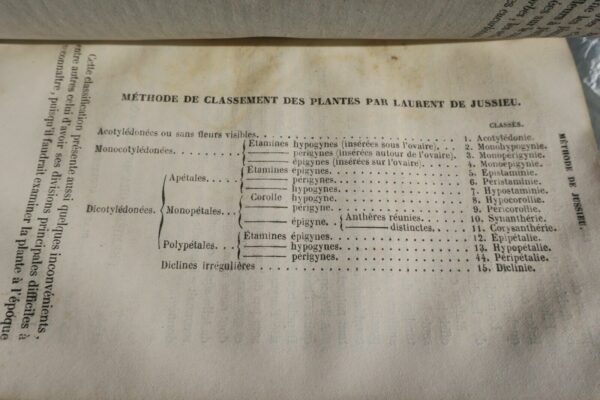 MÉTHODE DE CLASSEMENT DES PLANTES PAR LAURENT DE JUSSIEU.
CLASSES.
Acotylédonées ou sans fleurs visibles. 1. Acotylédonie.
Monocotylédonées. Étamines hypogynes (insérées sous l'ovaire). 2. Monohypogynie.
périgynes (insérées autour de l'ovaire). 3. Monopérigynie.
épigynes (insérées sur l'ovaire). 4. Monoépigynie.
Dicotylédonées.
Apétales. Étamines épigynes. 5. Epistaminie.
périgynes. 6. Péristaminie.
hypogynes. 7. Hypostaminie.
Monopétales. Corolle hypogyne. 8. Hypocorollie.
périgyne. 9. Péricorollie.
épigyne. Anthères réunies. 10. Synanthérie.
distinctes. 11. Corysanthérie.
Polypétales. Étamines épigynes. 12. Epipétalie.
hypogynes. 13. Hypopétalie.
périgynes. 44. Péripétalie.
Diclines irrégulières 15. Diclinie.
MÉTHODE DE JUSSIEU.
Cette classification présente aussi quelques inconvénients,
entre autres celui d'avoir ses divisions principales difficiles à
connaître, puisqu'il faudrait examiner la plante à l'époque